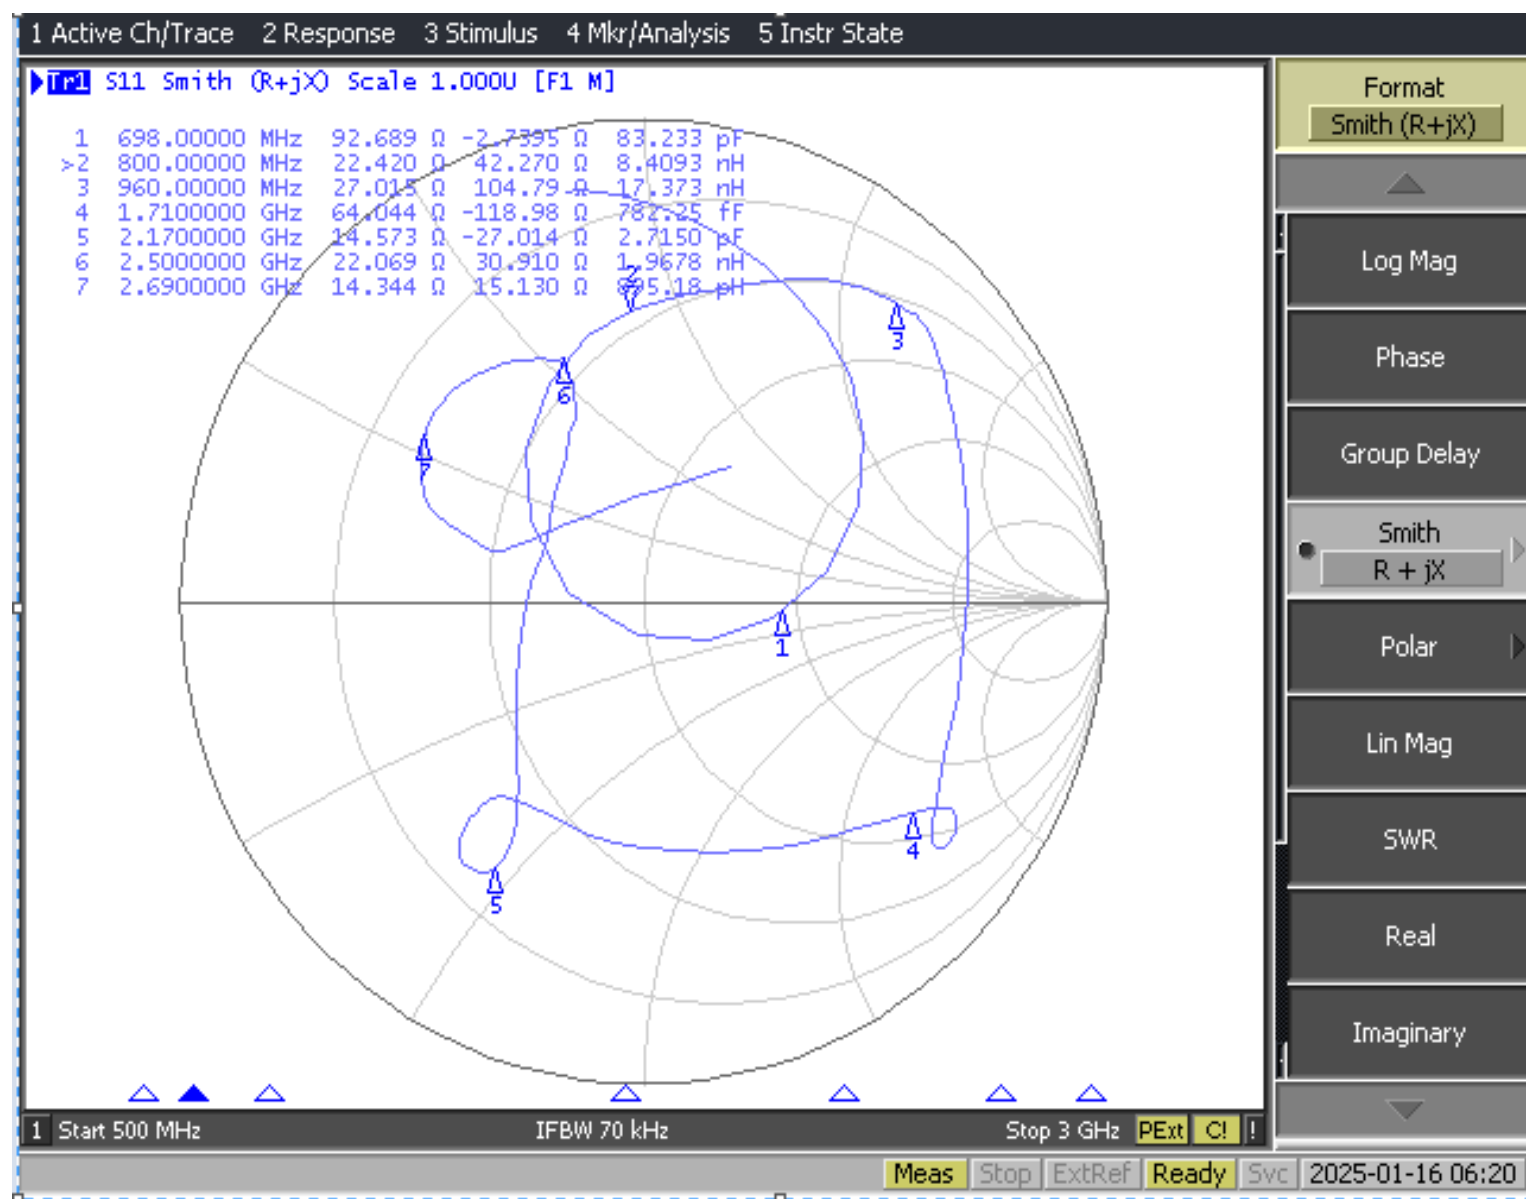 1 Active Ch/Trace 2 Response 3 Stimulus 4 Mkr/Analysis 5 Instr State
Tr1 S11 Smith (R+jX) Scale 1.000U [F1 M]
1 698.00000 MHz 92.689 Ω -2.7395 Ω 83.233 pF
>2 800.00000 MHz 22.420 Ω 42.270 Ω 8.4093 nH
3 960.00000 MHz 27.015 Ω 104.79 Ω 17.373 nH
4 1.7100000 GHz 64.044 Ω -118.98 Ω 782.25 fF
5 2.1700000 GHz 14.573 Ω -27.014 Ω 2.7150 pF
6 2.5000000 GHz 22.069 Ω 30.910 Ω 1.9678 nH
7 2.6900000 GHz 14.344 Ω 15.130 Ω 895.18 pH
2
3
6
7
1
4
5
1 Start 500 MHz IFBW 70 kHz Stop 3 GHz PExt C! !
Meas Stop ExtRef Ready Svc 2025-01-16 06:20
Format
Smith (R+jX)
Log Mag
Phase
Group Delay
Smith
R + jX
Polar
Lin Mag
SWR
Real
Imaginary